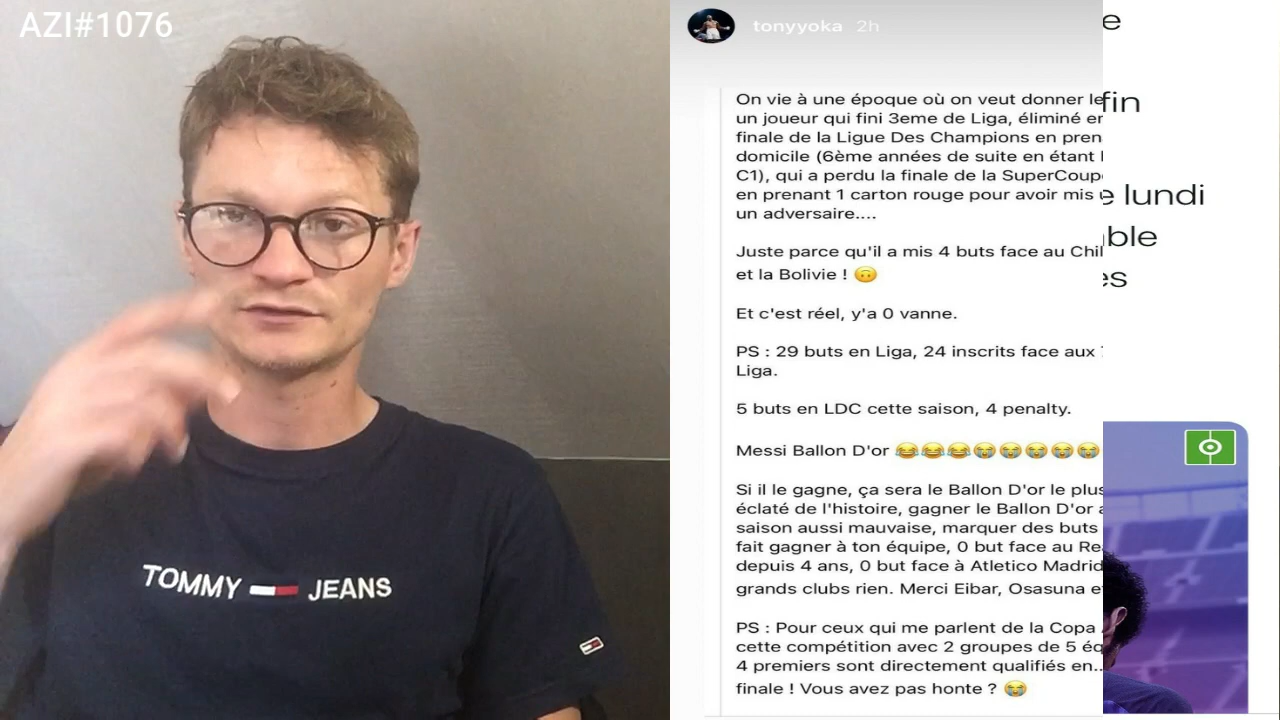 AZI#1076
TOMMY JEANS
tonyyoka 2h
On vie à une époque où on veut donner le
un joueur qui fini 3eme de Liga, éliminé en
finale de la Ligue Des Champions en pren
domicile (6ème années de suite en étant
C1), qui a perdu la finale de la SuperCoup
en prenant 1 carton rouge pour avoir mis
un adversaire....
Juste parce qu'il a mis 4 buts face au Chil
et la Bolivie ! 🙃
Et c'est réel, y'a 0 vanne.
PS : 29 buts en Liga, 24 inscrits face aux
Liga.
5 buts en LDC cette saison, 4 penalty.
Messi Ballon D'or 😂😂😂😭😭😭😭😭
Si il le gagne, ça sera le Ballon D'or le plus
éclaté de l'histoire, gagner le Ballon D'or a
saison aussi mauvaise, marquer des buts
fait gagner à ton équipe, 0 but face au Re
depuis 4 ans, 0 but face à Atletico Madrid
grands clubs rien. Merci Eibar, Osasuna e
PS : Pour ceux qui me parlent de la Copa
cette compétition avec 2 groupes de 5 éq
4 premiers sont directement qualifiés en..
finale ! Vous avez pas honte ? 😭
e
fin
e lundi
ble
es